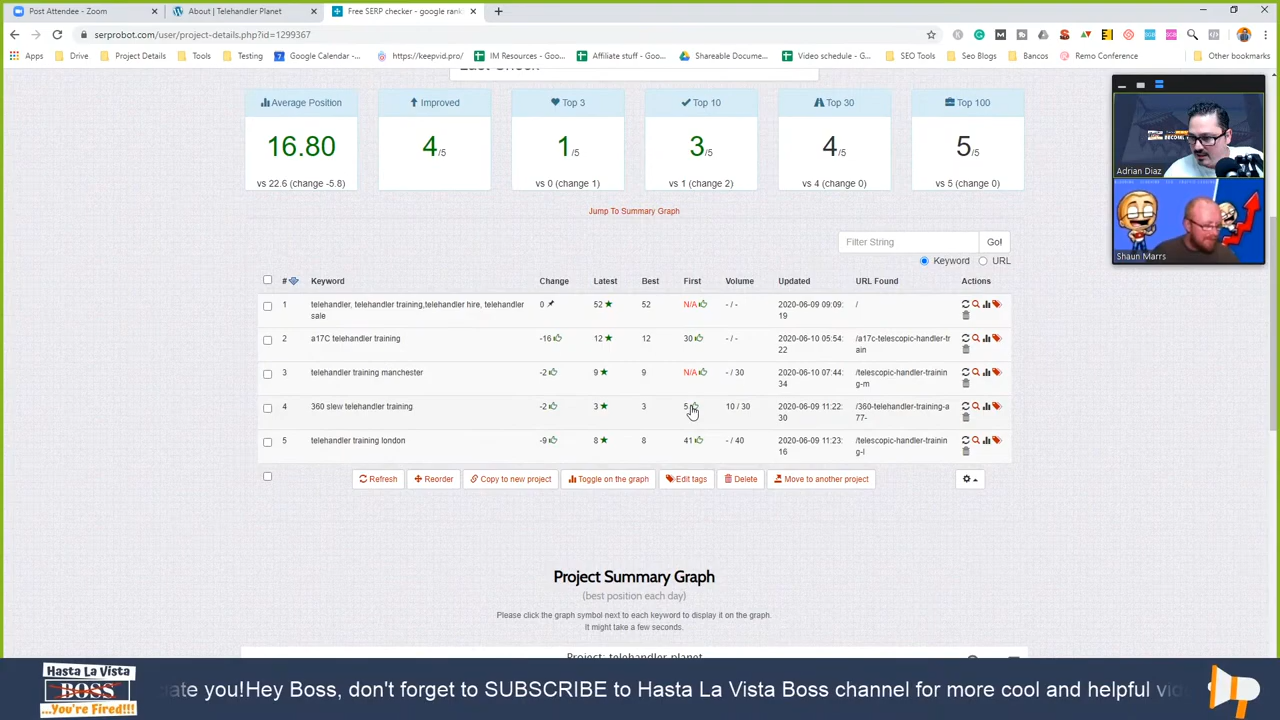 Post Attendee - Zoom
About | Telehandler Planet
Free SERP checker - google rank
serprobot.com/user/project-details.php?id=1299367
Apps
Drive
Project Details
Tools
Testing
Google Calendar -...
https://keepvid.pro/
IM Resources - Goo...
Affiliate stuff - Goo...
Shareable Docume...
Video schedule - G...
SEO Tools
Seo Blogs
Bancos
Remo Conference
Other bookmarks
Last Check
Average Position
Improved
Top 3
Top 10
Top 30
Top 100
16.80
4/5
1/5
3/5
4/5
5/5
vs 22.6 (change -5.8)
vs 0 (change 1)
vs 1 (change 2)
vs 4 (change 0)
vs 5 (change 0)
Jump To Summary Graph
Filter String
Go!
Keyword
URL
# Keyword Change Latest Best First Volume Updated URL Found Actions
1 telehandler, telehandler training,telehandler hire, telehandler sale 0 52 52 N/A - / - 2020-06-09 09:09:19 /
2 a17C telehandler training -16 12 12 30 - / - 2020-06-10 05:54:22 /a17c-telescopic-handler-train
3 telehandler training manchester -2 9 9 N/A - / 30 2020-06-10 07:44:34 /telescopic-handler-training-m
4 360 slew telehandler training -2 3 3 5 10 / 30 2020-06-09 11:22:30 /360-telehandler-training-a77-
5 telehandler training london -9 8 8 41 - / 40 2020-06-09 11:23:16 /telescopic-handler-training-l
Refresh
Reorder
Copy to new project
Toggle on the graph
Edit tags
Delete
Move to another project
Project Summary Graph
(best position each day)
Please click the graph symbol next to each keyword to display it on the graph.
It might take a few seconds.
Project: telehandler planet
Adrian Diaz
Shaun Marrs
Hasta La Vista
BOSS
...You're Fired!!!
you!Hey Boss, don't forget to SUBSCRIBE to Hasta La Vista Boss channel for more cool and helpful